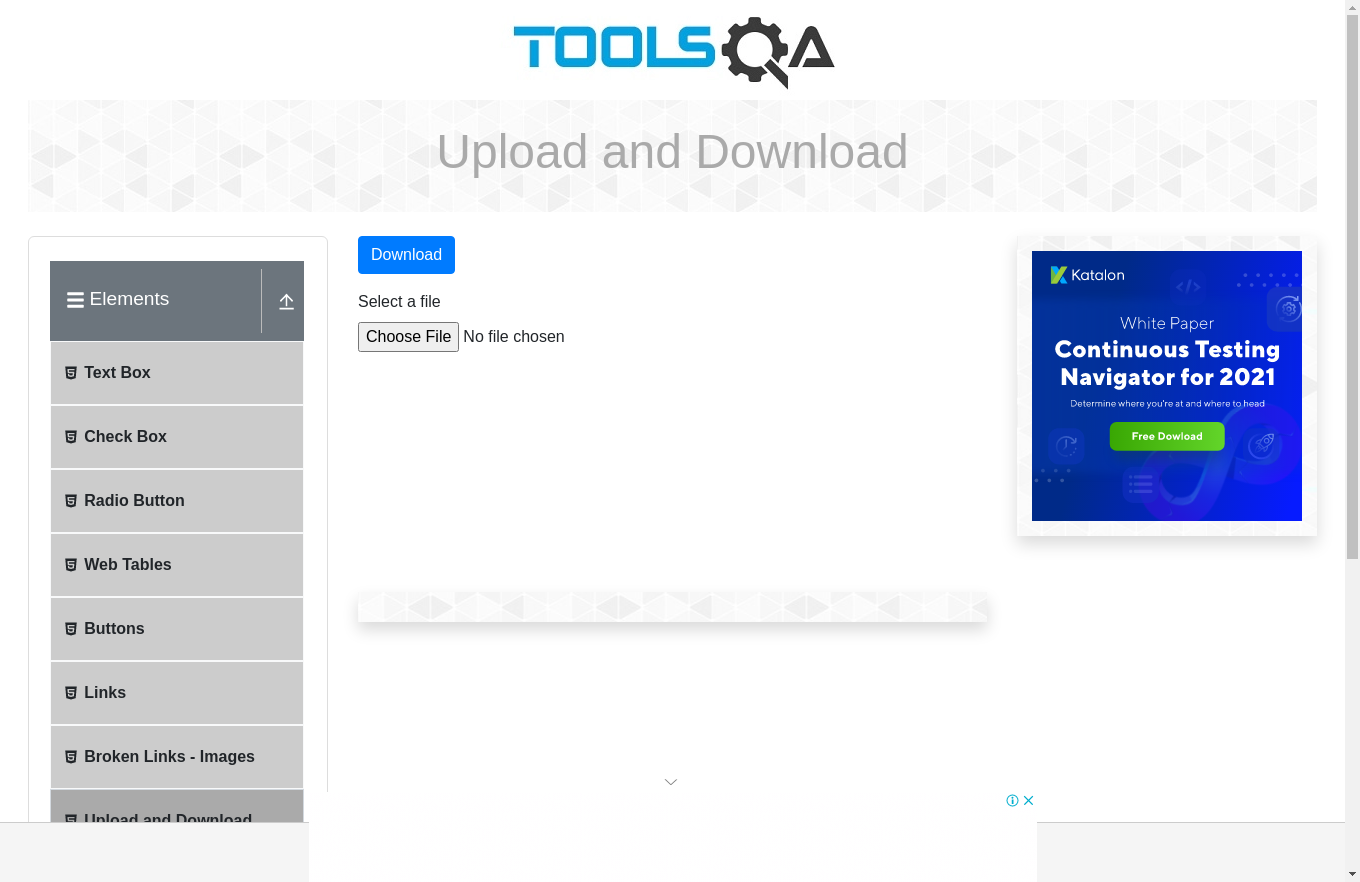 TOOLSQA
Upload and Download
Elements
Text Box
Check Box
Radio Button
Web Tables
Buttons
Links
Broken Links - Images
Upload and Download
Download
Select a file
Choose File No file chosen
Katalon
White Paper
Continuous Testing
Navigator for 2021
Determine where you're at and where to head
Free Dowload